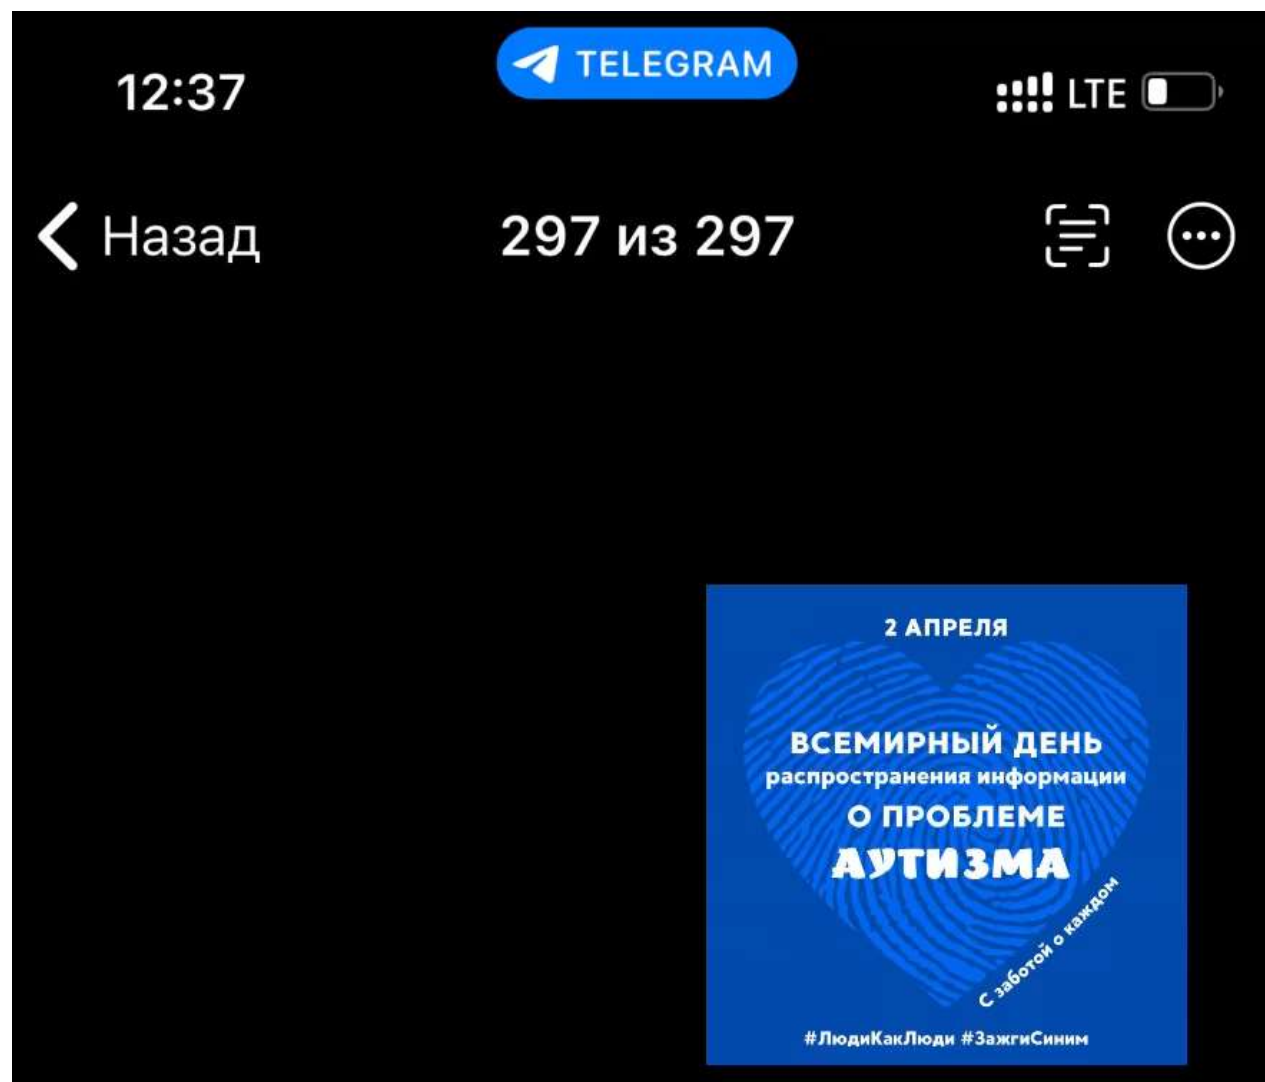 TELEGRAM
12:37
LTE
Назад
297 из 297
2 АПРЕЛЯ
ВСЕМИРНЫЙ ДЕНЬ
распространения информации
О ПРОБЛЕМЕ
АУТИЗМА
С заботой о каждом
#ЛюдиКакЛюди #ЗажгиСиним